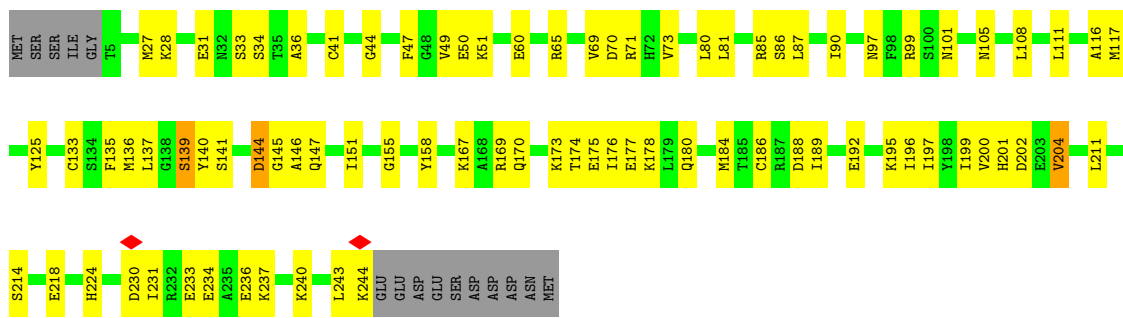 MET SER SER ILE GLY T5 M27 K28 E31 N32 S33 S34 T35 A36 C41 G44 F47 G48 V49 E50 K51 E60 R65 V69 D70 R71 H72 V73 L80 L81 R85 S86 L87 I90 N97 F98 R99 S100 N101 N105 L108 L111 A116 M117
Y125 C133 S134 F135 M136 L137 G138 S139 Y140 S141 D144 G145 A146 Q147 I151 G155 Y158 K167 A168 R169 Q170 K173 T174 E175 I176 E177 K178 L179 Q180 M184 T185 C186 R187 D188 I189 E192 K195 I196 I197 Y198 I199 V200 H201 D202 E203 V204 L211
S214 E218 H224 D230 I231 R232 E233 E234 A235 E236 K237 K240 L243 K244 GLU GLU ASP GLU SER ASP ASP ASP ASN MET